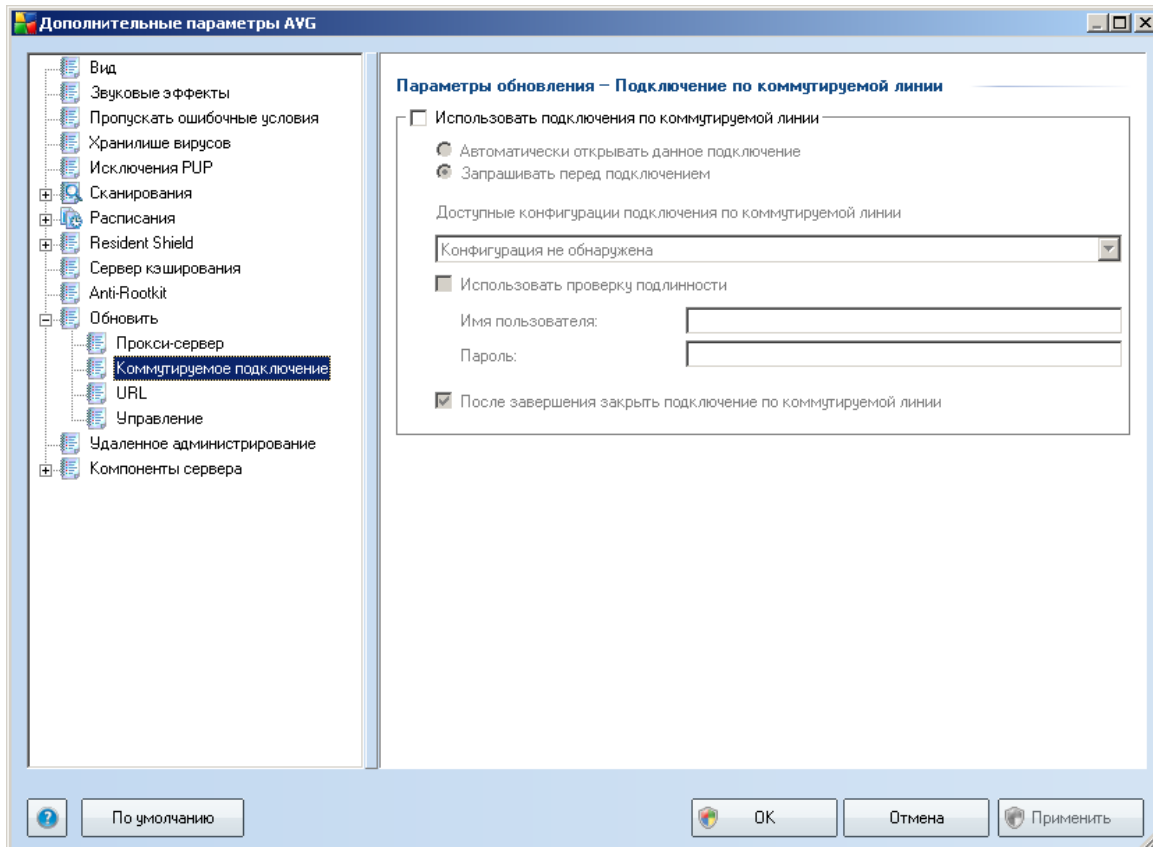 Дополнительные параметры AVG
Вид
Звуковые эффекты
Пропускать ошибочные условия
Хранилише вирусов
Исключения PUP
Сканирования
Расписания
Resident Shield
Сервер кэширования
Anti-Rootkit
Обновить
Прокси-сервер
Коммутируемое подключение
URL
Управление
Удаленное администрирование
Компоненты сервера
Параметры обновления – Подключение по коммутируемой линии
Использовать подключения по коммутируемой линии
Автоматически открывать данное подключение
Запрашивать перед подключением
Доступные конфигурации подключения по коммутируемой линии
Конфигурация не обнаружена
Использовать проверку подлинности
Имя пользователя:
Пароль:
После завершения закрыть подключение по коммутируемой линии
По умолчанию
OK
Отмена
Применить